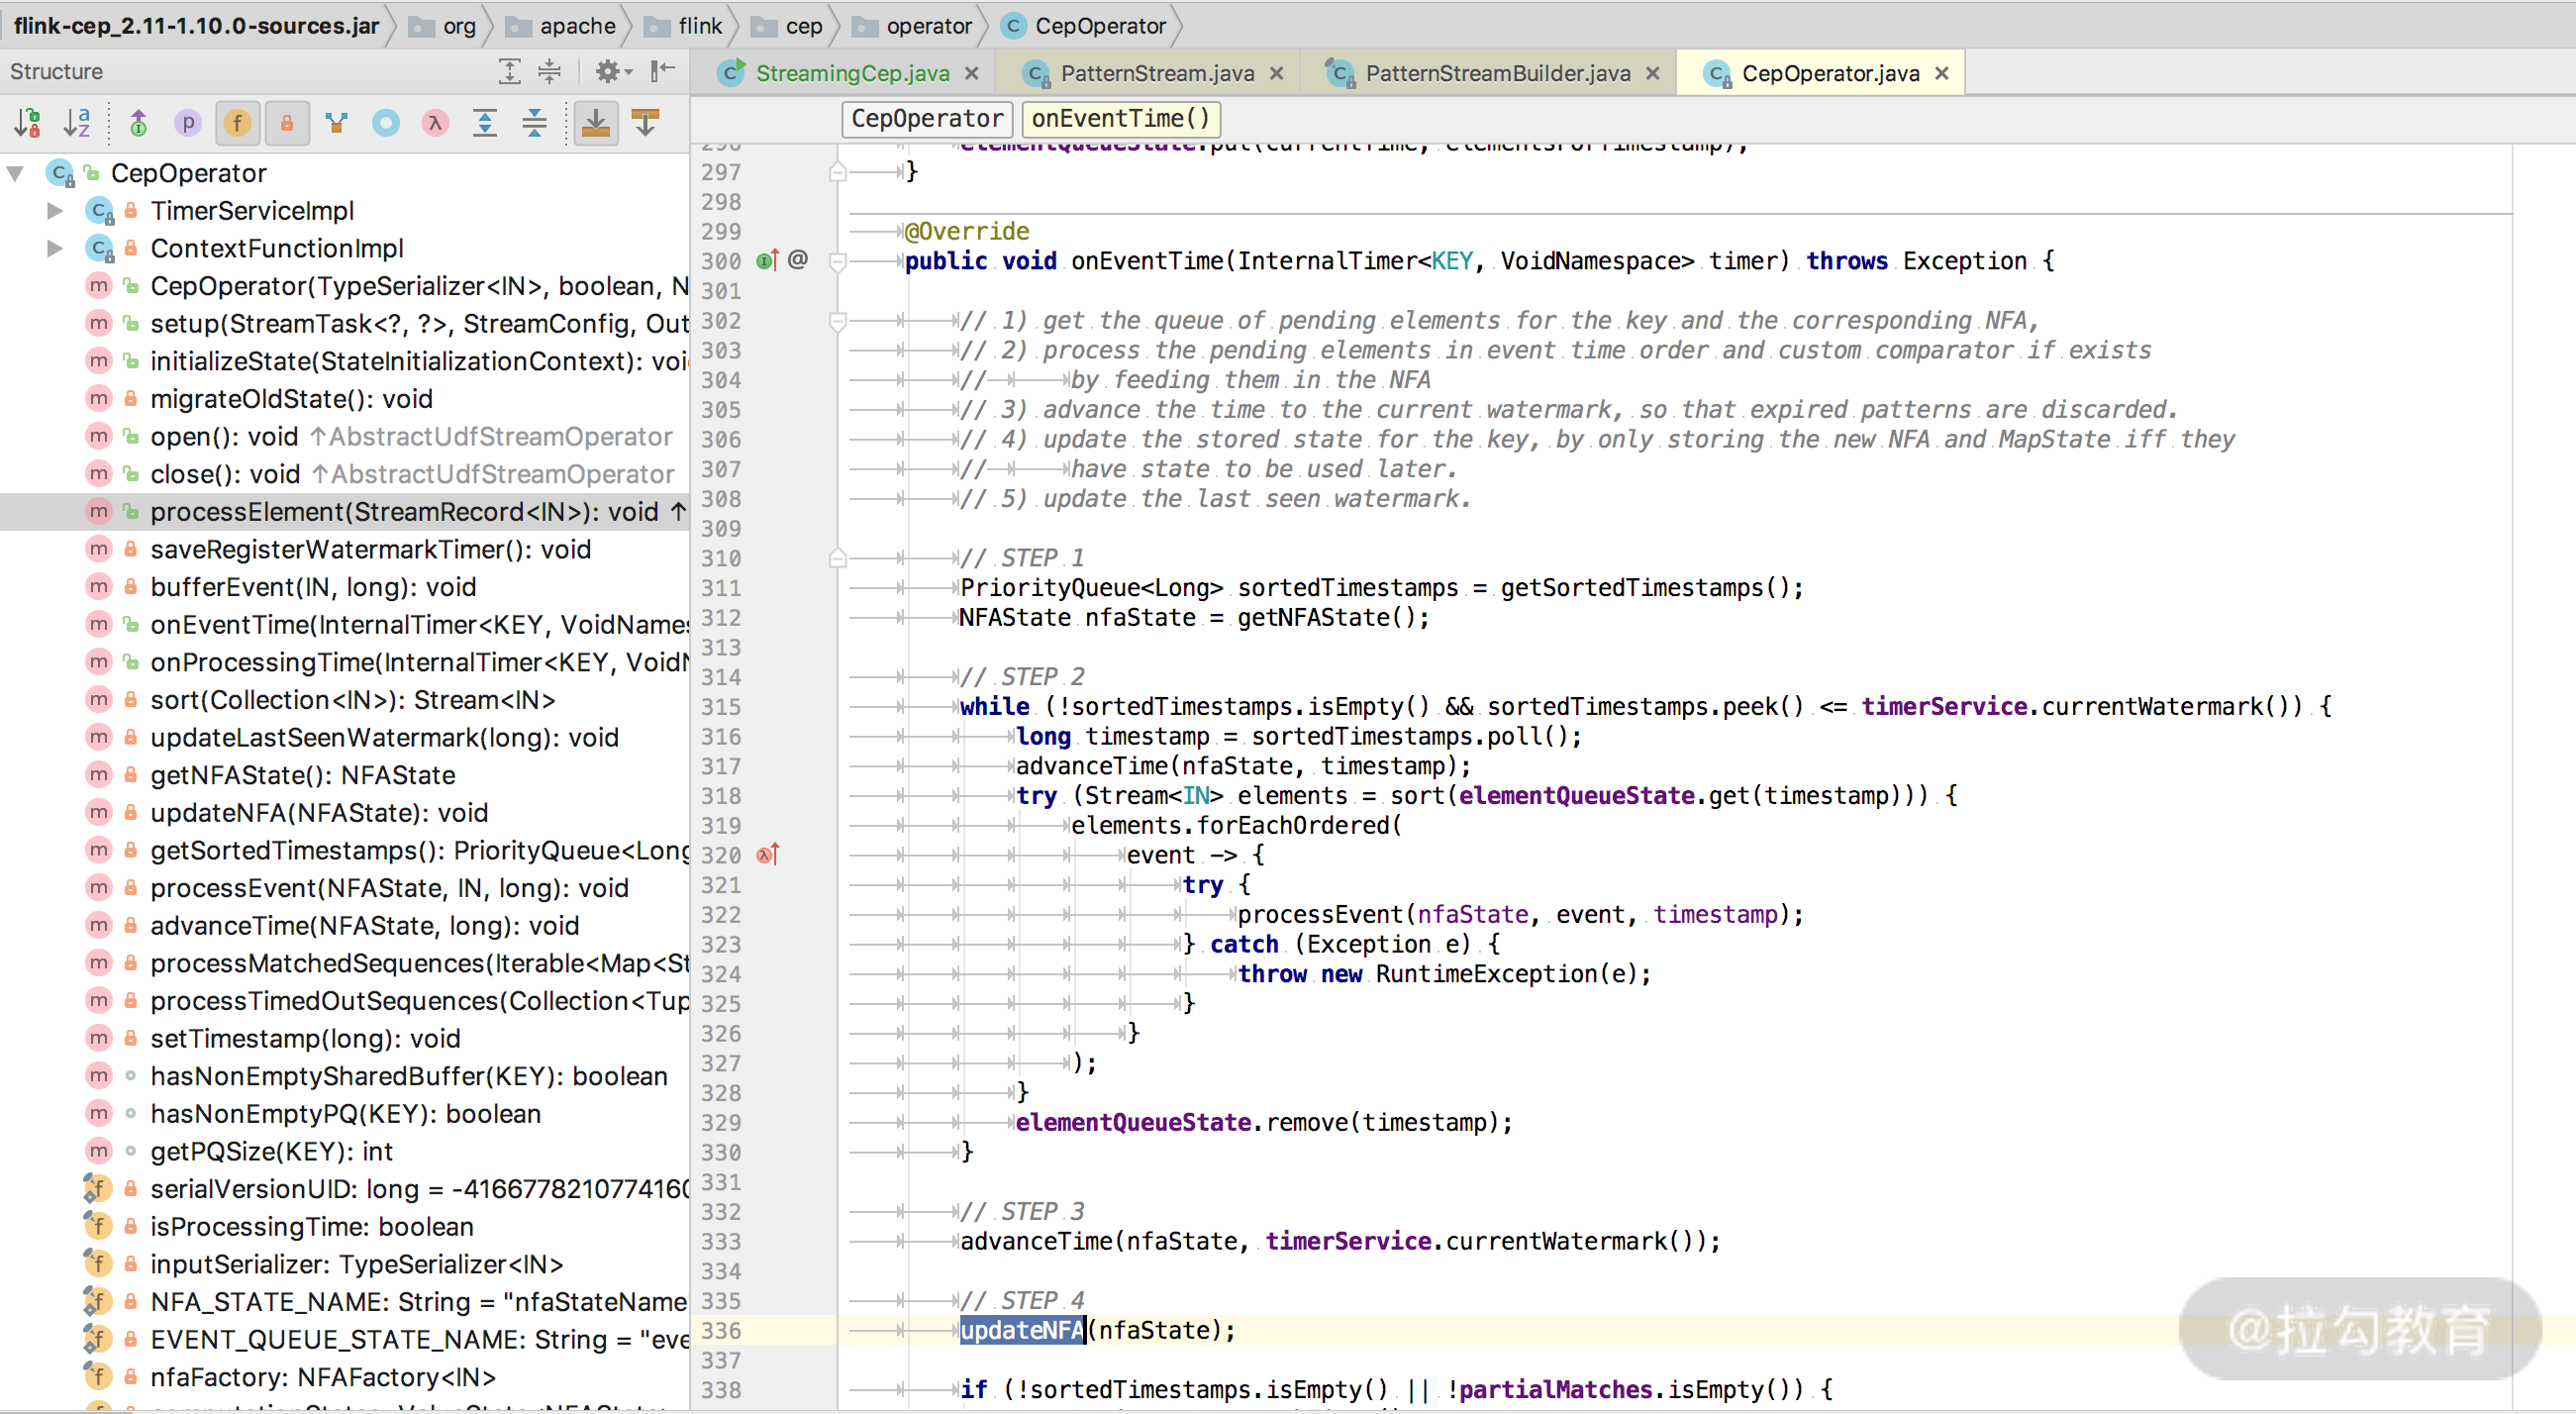 flink-cep_2.11-1.10.0-sources.jar org apache flink cep operator CepOperator
Structure
StreamingCep.java PatternStream.java PatternStreamBuilder.java CepOperator.java
CepOperator onEventTime()
CepOperator
TimerServiceImpl
ContextFunctionImpl
CepOperator(TypeSerializer<IN>, boolean, N
setup(StreamTask<?, ?>, StreamConfig, Out
initializeState(StateInitializationContext): voi
migrateOldState(): void
open(): void ↑AbstractUdfStreamOperator
close(): void ↑AbstractUdfStreamOperator
processElement(StreamRecord<IN>): void ↑
saveRegisterWatermarkTimer(): void
bufferEvent(IN, long): void
onEventTime(InternalTimer<KEY, VoidNames
onProcessingTime(InternalTimer<KEY, VoidN
sort(Collection<IN>): Stream<IN>
updateLastSeenWatermark(long): void
getNFAState(): NFAState
updateNFA(NFAState): void
getSortedTimestamps(): PriorityQueue<Long
processEvent(NFAState, IN, long): void
advanceTime(NFAState, long): void
processMatchedSequences(Iterable<Map<St
processTimedOutSequences(Collection<Tup
setTimestamp(long): void
hasNonEmptySharedBuffer(KEY): boolean
hasNonEmptyPQ(KEY): boolean
getPQSize(KEY): int
serialVersionUID: long = -4166778210774160
isProcessingTime: boolean
inputSerializer: TypeSerializer<IN>
NFA_STATE_NAME: String = "nfaStateName
EVENT_QUEUE_STATE_NAME: String = "eve
nfaFactory: NFAFactory<IN>
computationStates: ValueState<NFAState>
296 elementQueueState.put(currentTime, elementsForTimestamp);
297 }
298
299 @Override
300 @ public void onEventTime(InternalTimer<KEY, VoidNamespace> timer) throws Exception {
301
302 // 1) get the queue of pending elements for the key and the corresponding NFA,
303 // 2) process the pending elements in event time order and custom comparator if exists
304 // by feeding them in the NFA
305 // 3) advance the time to the current watermark, so that expired patterns are discarded.
306 // 4) update the stored state for the key, by only storing the new NFA and MapState iff they
307 // have state to be used later.
308 // 5) update the last seen watermark.
309
310 // STEP 1
311 PriorityQueue<Long> sortedTimestamps = getSortedTimestamps();
312 NFAState nfaState = getNFAState();
313
314 // STEP 2
315 while (!sortedTimestamps.isEmpty() && sortedTimestamps.peek() <= timerService.currentWatermark()) {
316 long timestamp = sortedTimestamps.poll();
317 advanceTime(nfaState, timestamp);
318 try (Stream<IN> elements = sort(elementQueueState.get(timestamp))) {
319 elements.forEachOrdered(
320 event -> {
321 try {
322 processEvent(nfaState, event, timestamp);
323 } catch (Exception e) {
324 throw new RuntimeException(e);
325 }
326 }
327 );
328 }
329 elementQueueState.remove(timestamp);
330 }
331
332 // STEP 3
333 advanceTime(nfaState, timerService.currentWatermark());
334
335 // STEP 4
336 updateNFA(nfaState);
337
338 if (!sortedTimestamps.isEmpty() || !partialMatches.isEmpty()) {
@拉勾教育